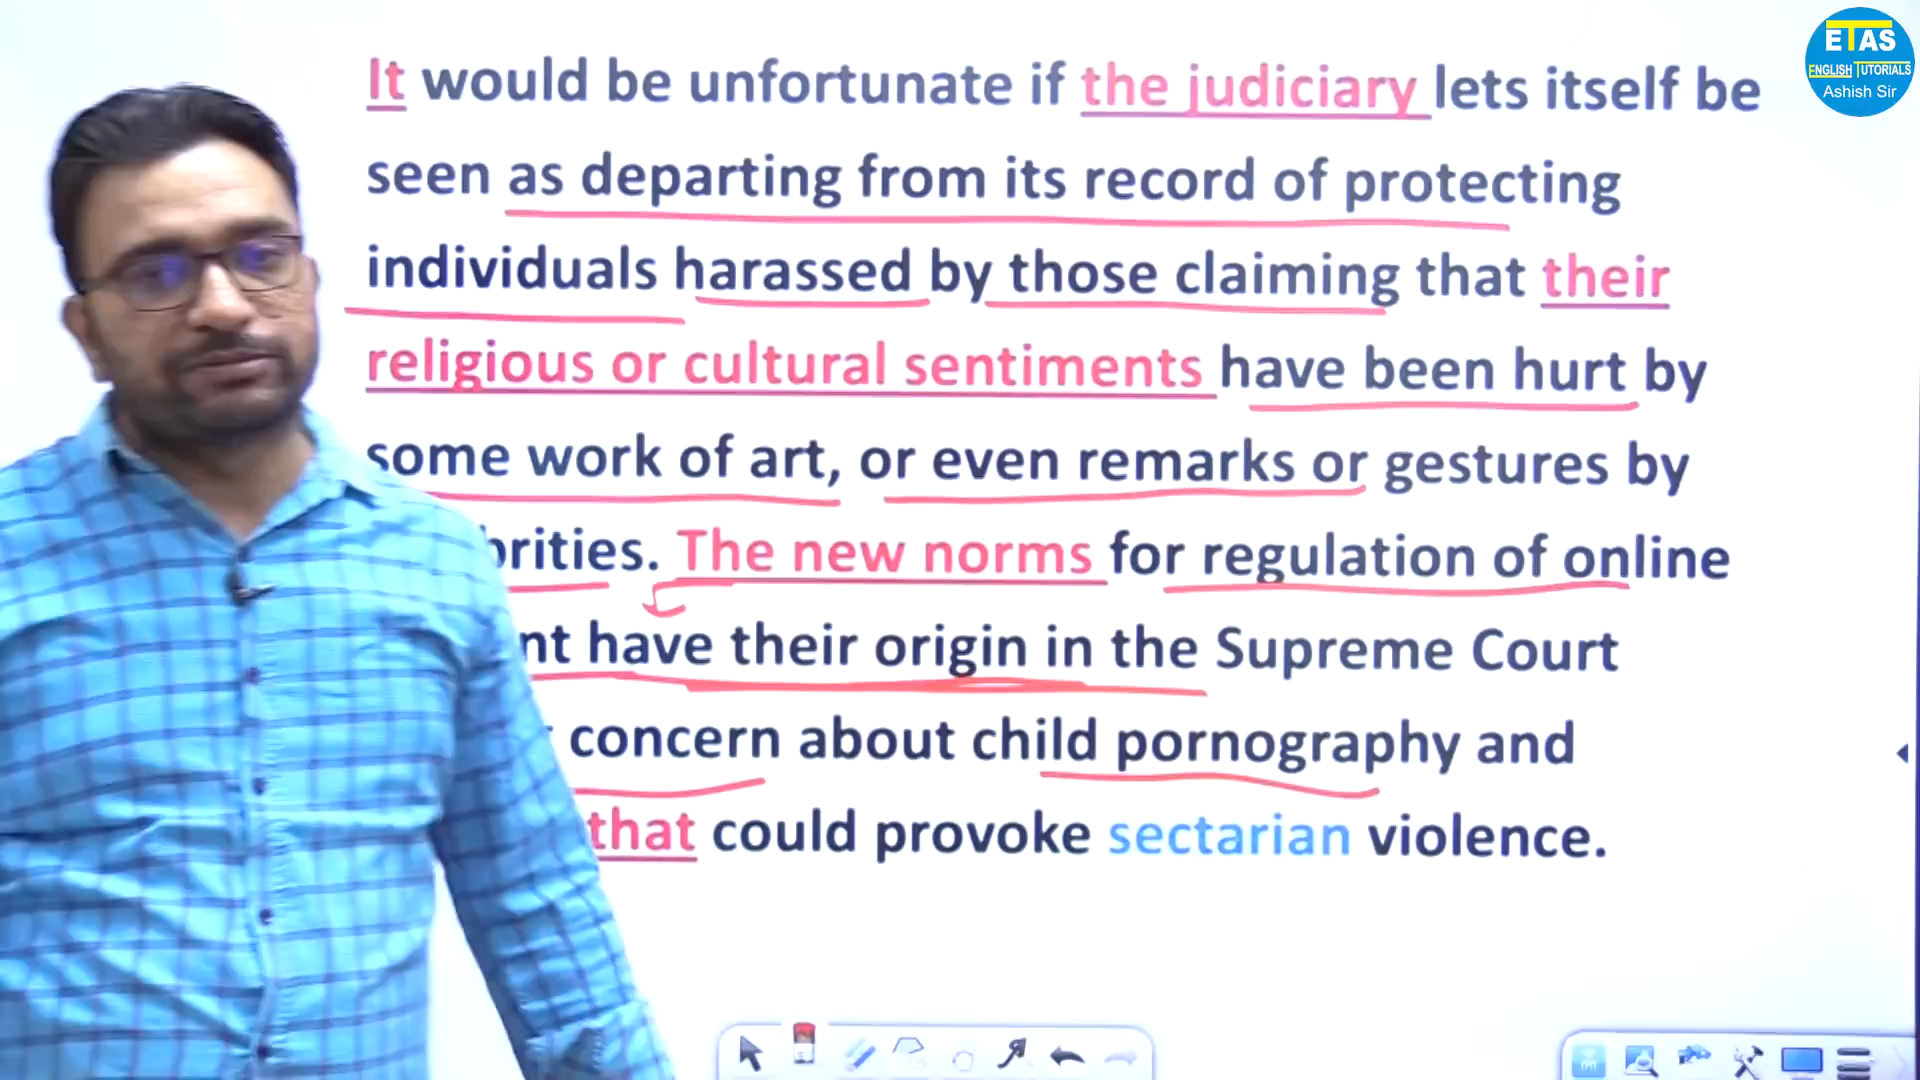 It would be unfortunate if the judiciary lets itself be
seen as departing from its record of protecting
individuals harassed by those claiming that their
religious or cultural sentiments have been hurt by
some work of art, or even remarks or gestures by
The new norms for regulation of online
have their origin in the Supreme Court
concern about child pornography and
that could provoke sectarian violence.
ETAS
ENGLISH TUTORIALS
Ashish Sir